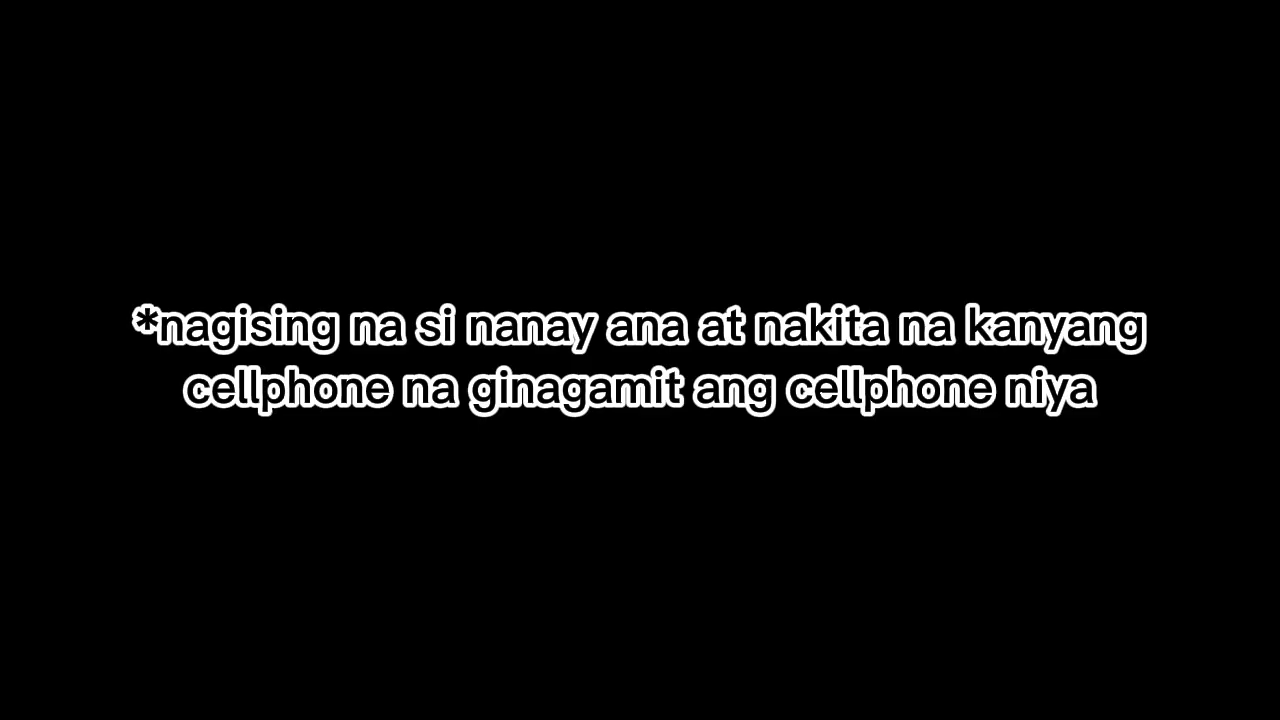 *nagising na si nanay ana at nakita na kanyang
cellphone na ginagamit ang cellphone niya